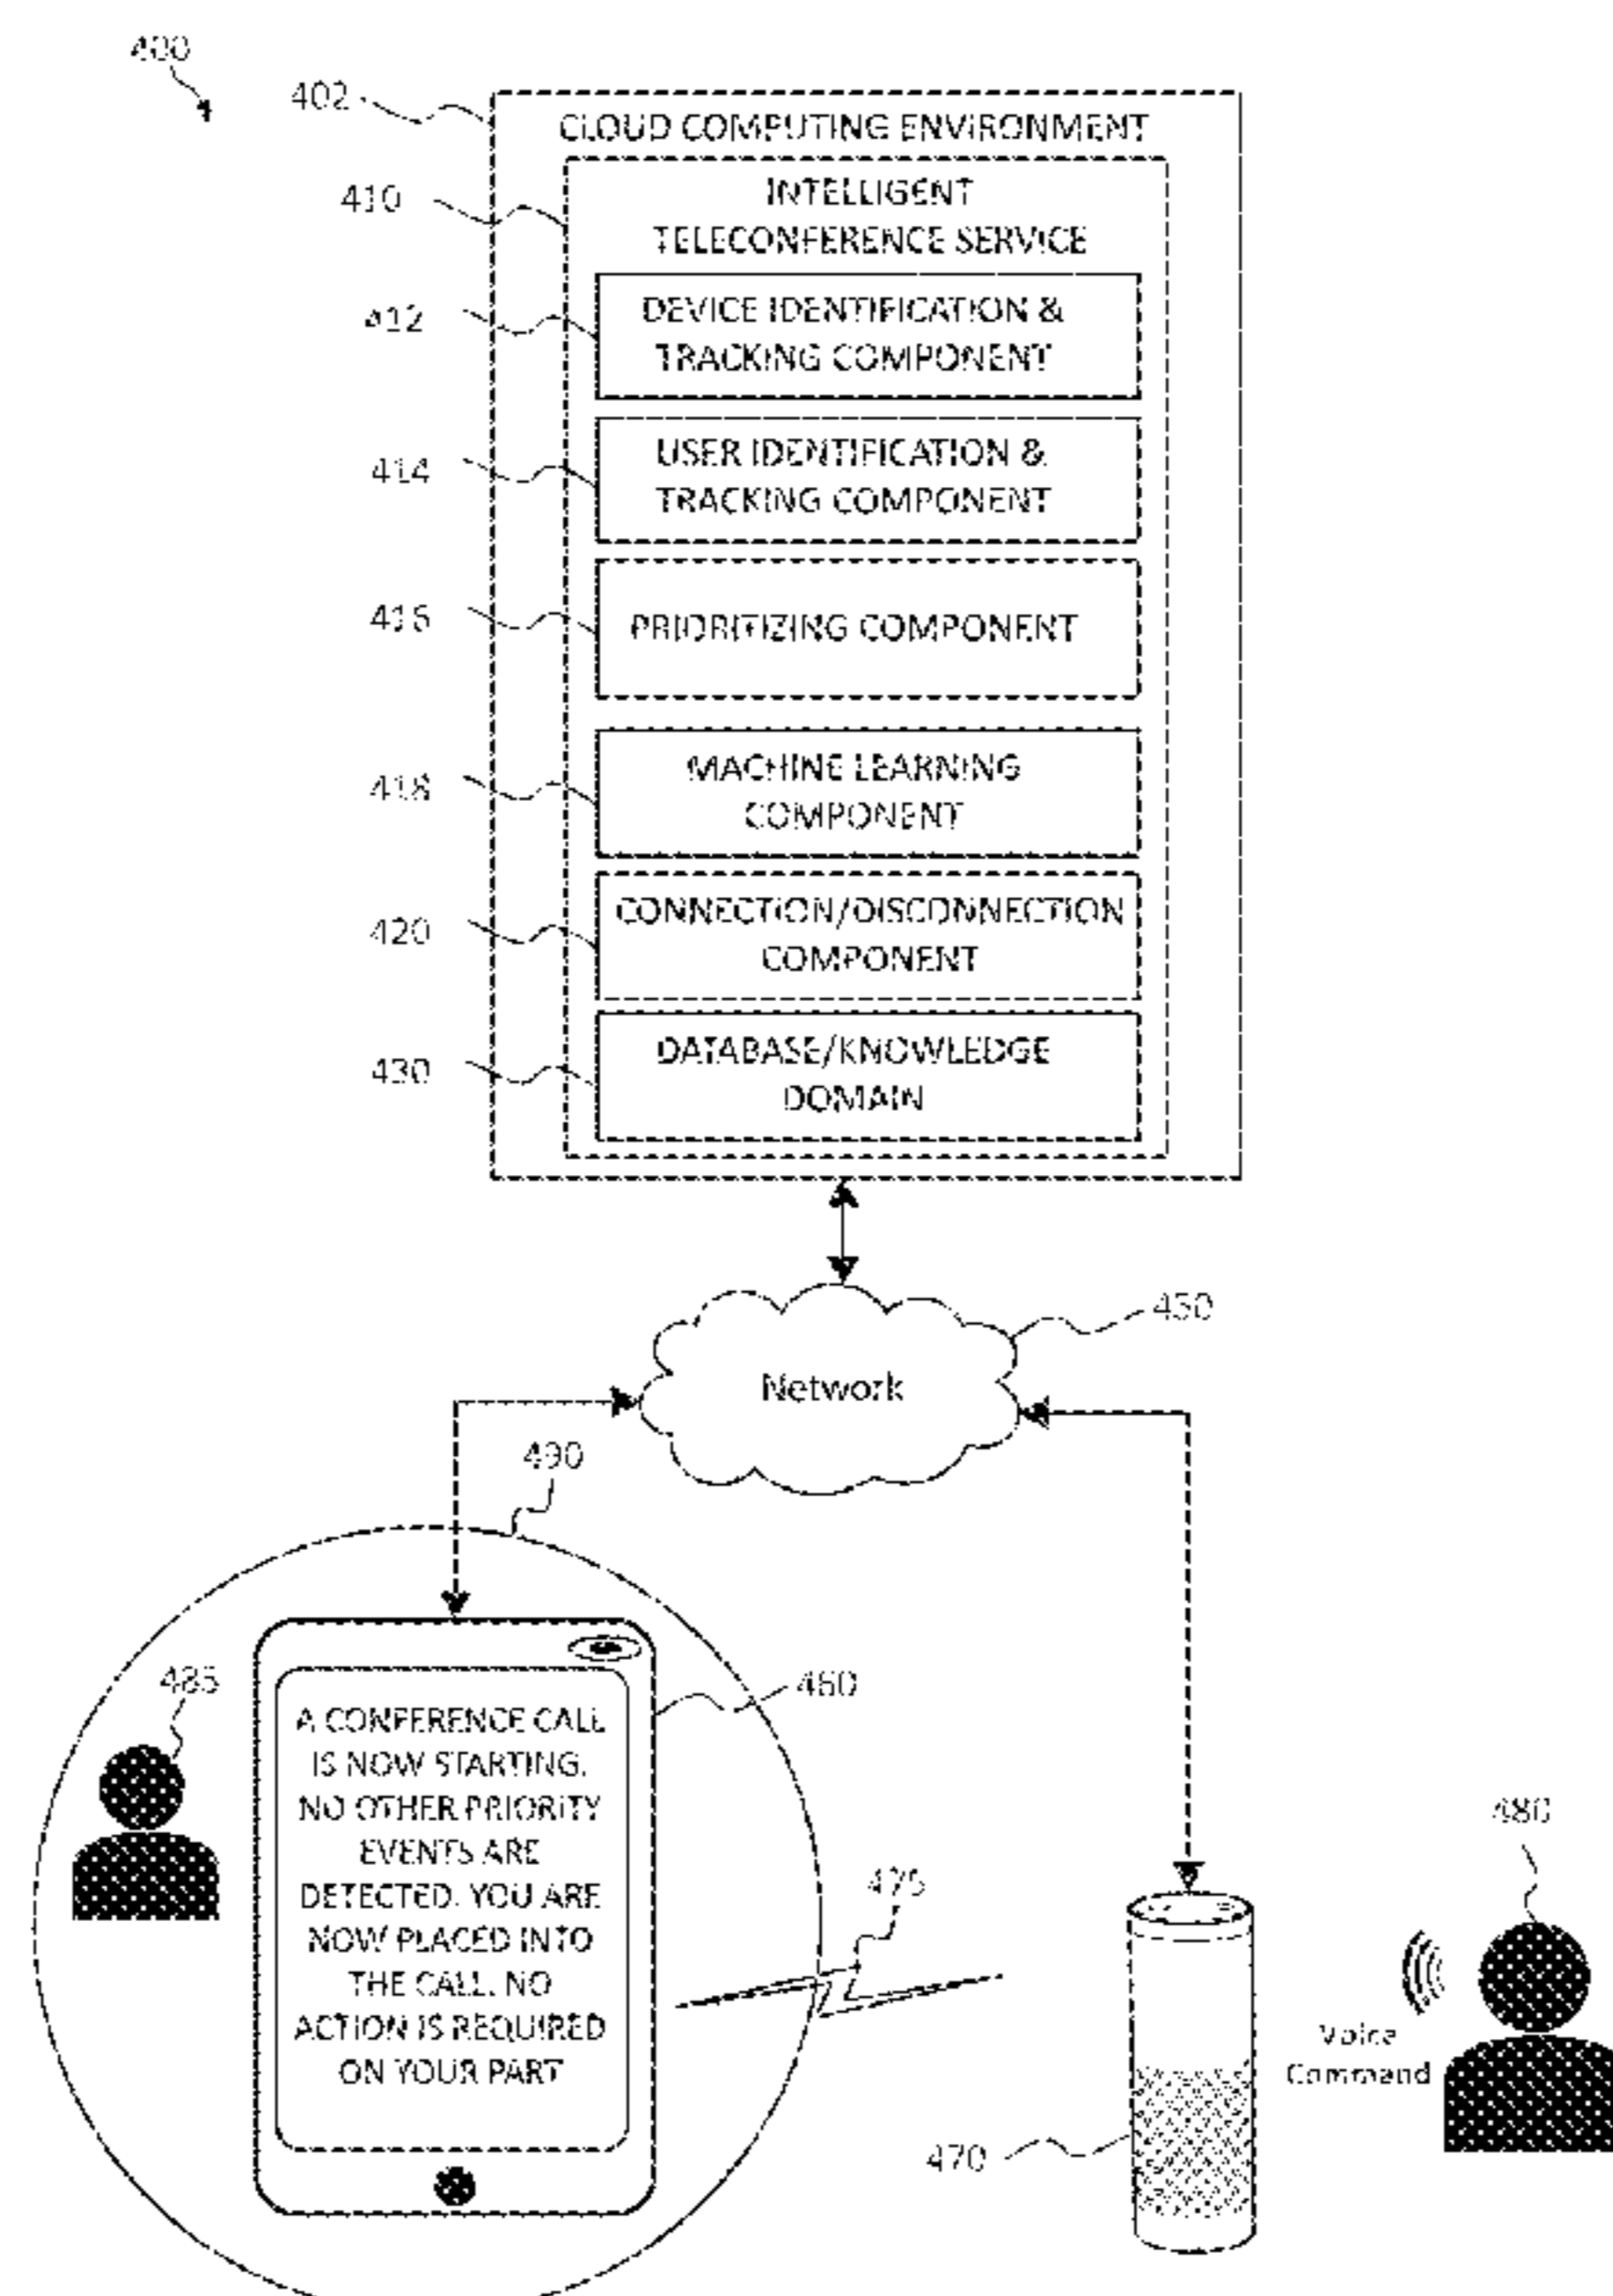 400
402
CLOUD COMPUTING ENVIRONMENT
410
INTELLIGENT
TELECONFERENCE SERVICE
412
DEVICE IDENTIFICATION &
TRACKING COMPONENT
414
USER IDENTIFICATION &
TRACKING COMPONENT
416
PRIORITIZING COMPONENT
418
MACHINE LEARNING
COMPONENT
420
CONNECTION/DISCONNECTION
COMPONENT
430
DATABASE/KNOWLEDGE
DOMAIN
450
Network
490
485
460
A CONFERENCE CALL
IS NOW STARTING.
NO OTHER PRIORITY
EVENTS ARE
DETECTED. YOU ARE
NOW PLACED INTO
THE CALL. NO
ACTION IS REQUIRED
ON YOUR PART
475
480
Voice
Command
470